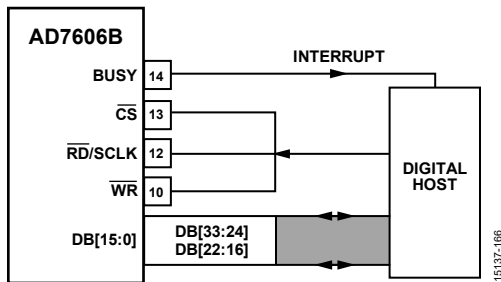 AD7606B
BUSY 14 INTERRUPT
CS 13
RD/SCLK 12
WR 10
DIGITAL HOST
DB[15:0] DB[33:24]
DB[22:16]
15137-166